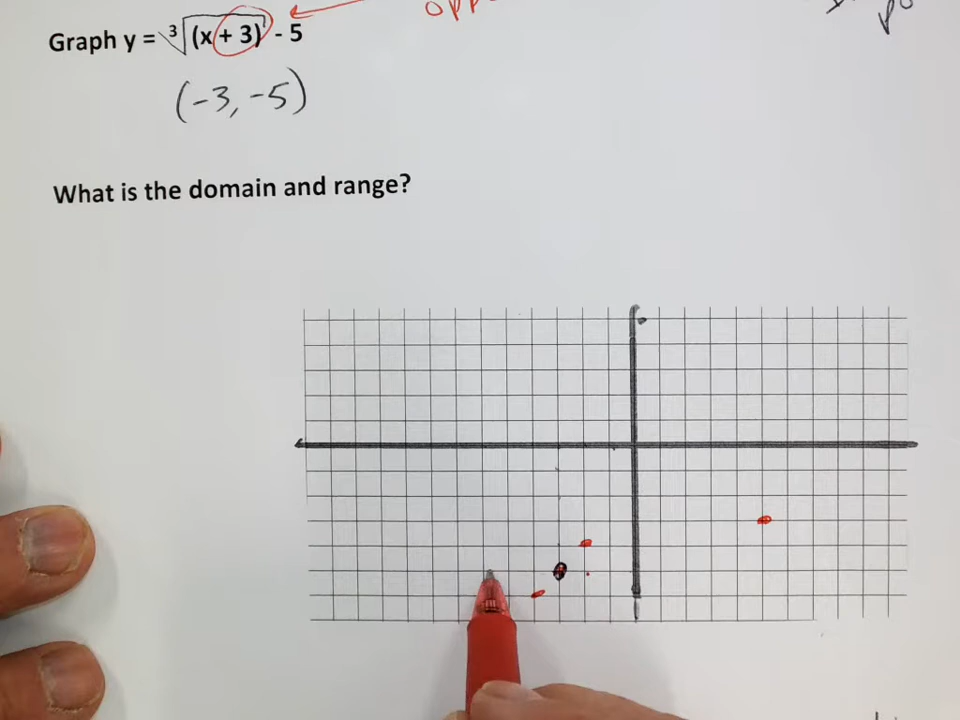 Graph y = ∛(x + 3) - 5
(-3, -5)
What is the domain and range?